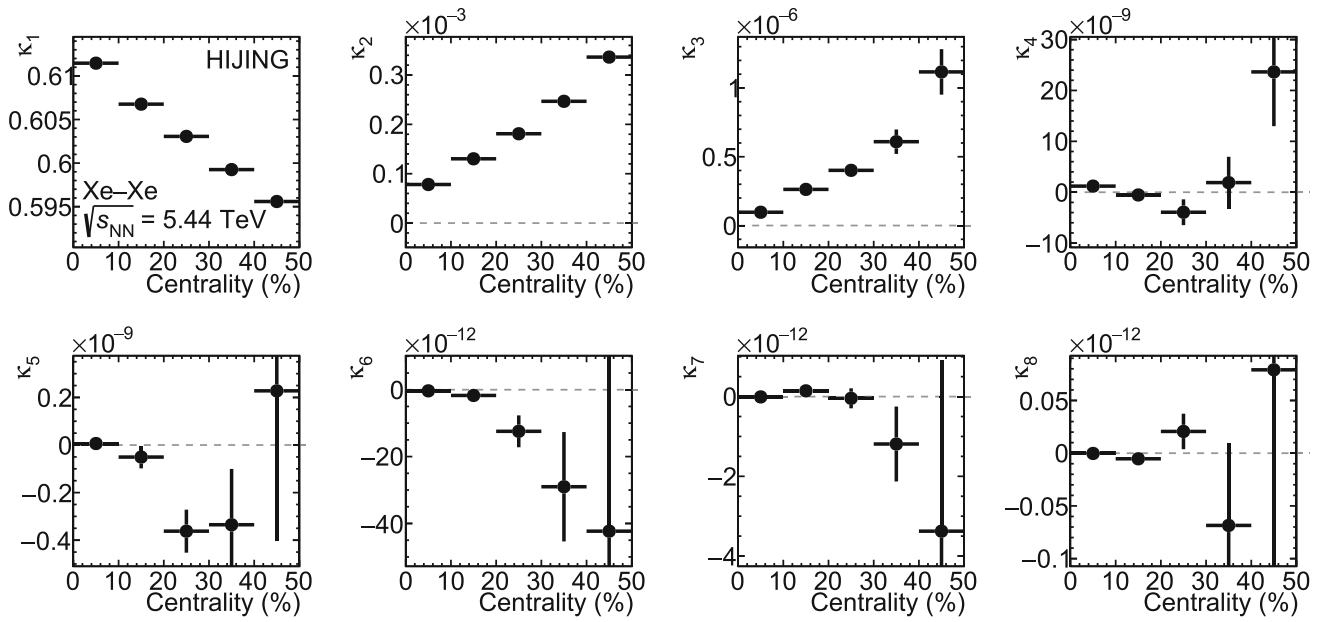 κ₁
HIJING
0.61
0.605
0.6
0.595
Xe–Xe
√s_NN = 5.44 TeV
0 10 20 30 40 50
Centrality (%)
×10⁻³
κ₂
0.3
0.2
0.1
0
0 10 20 30 40 50
Centrality (%)
×10⁻⁶
κ₃
1
0.5
0
0 10 20 30 40 50
Centrality (%)
×10⁻⁹
κ₄
30
20
10
0
–10
0 10 20 30 40 50
Centrality (%)
×10⁻⁹
κ₅
0.2
0
–0.2
–0.4
0 10 20 30 40 50
Centrality (%)
×10⁻¹²
κ₆
0
–20
–40
0 10 20 30 40 50
Centrality (%)
×10⁻¹²
κ₇
0
–2
–4
0 10 20 30 40 50
Centrality (%)
×10⁻¹²
κ₈
0.05
0
–0.05
–0.1
0 10 20 30 40 50
Centrality (%)